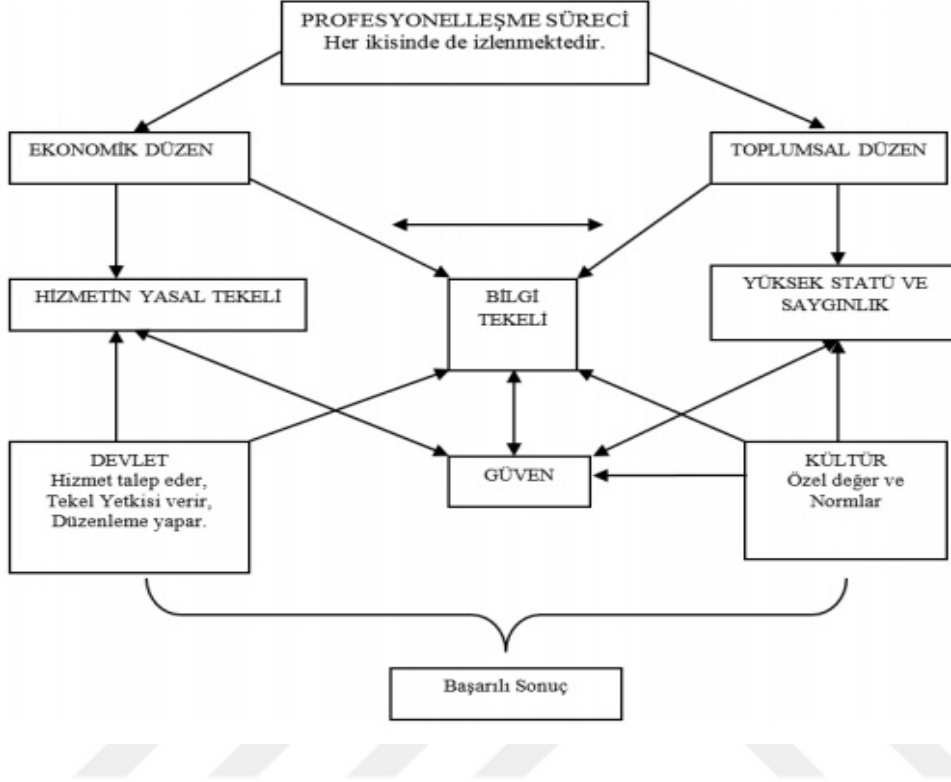 PROFESYONELLEŞME SÜRECİ
Her ikisinde de izlenmektedir.
EKONOMİK DÜZEN
TOPLUMSAL DÜZEN
HİZMETİN YASAL TEKELİ
BİLGİ
TEKELİ
YÜKSEK STATÜ VE
SAYGINLIK
DEVLET
Hizmet talep eder,
Tekel Yetkisi verir,
Düzenleme yapar.
GÜVEN
KÜLTÜR
Özel değer ve
Normlar
Başarılı Sonuç